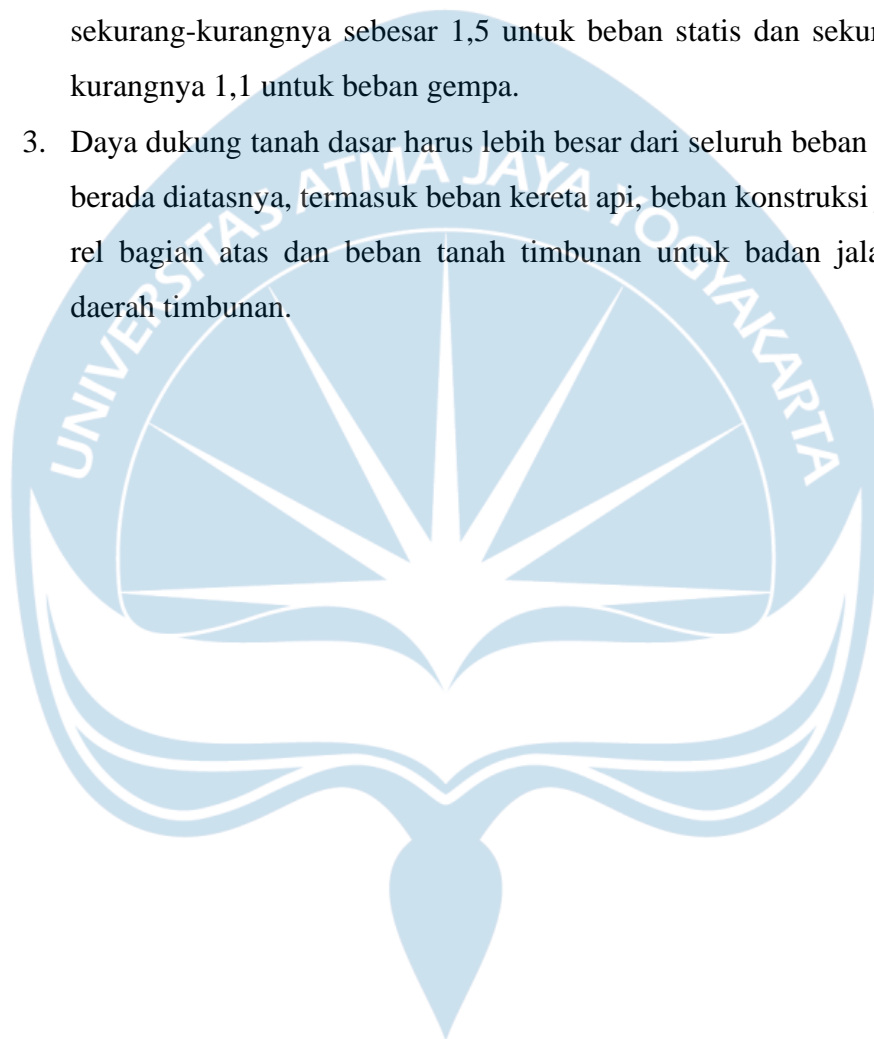 sekurang-kurangnya sebesar 1,5 untuk beban statis dan
kurangnya 1,1 untuk beban gempa.
3. Daya dukung tanah dasar harus lebih besar dari seluruh beban
berada diatasnya, termasuk beban kereta api, beban konstruksi
rel bagian atas dan beban tanah timbunan untuk badan
daerah timbunan.
UNIVERSITAS ATMA JAYA YOGYAKARTA